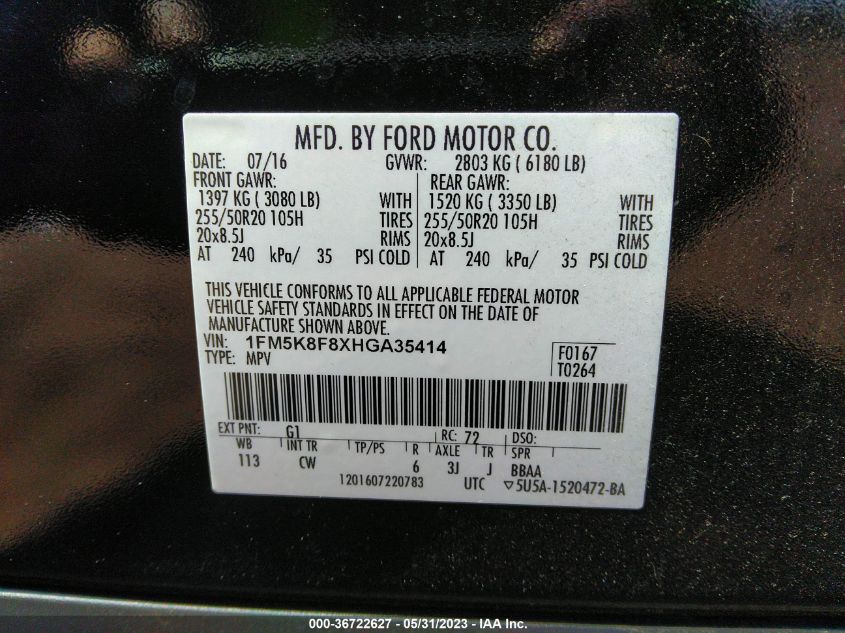 MFD. BY FORD MOTOR CO.
DATE: 07/16 GVWR: 2803 KG ( 6180 LB)
FRONT GAWR: REAR GAWR:
1397 KG ( 3080 LB) WITH 1520 KG ( 3350 LB) WITH
255/50R20 105H TIRES 255/50R20 105H TIRES
20x8.5J RIMS 20x8.5J RIMS
AT 240 kPa/ 35 PSI COLD AT 240 kPa/ 35 PSI COLD
THIS VEHICLE CONFORMS TO ALL APPLICABLE FEDERAL MOTOR
VEHICLE SAFETY STANDARDS IN EFFECT ON THE DATE OF
MANUFACTURE SHOWN ABOVE.
VIN: 1FM5K8F8XHGA35414 F0167
TYPE: MPV T0264
EXT PNT: G1 RC: 72 DSO:
WB INT TR TP/PS R AXLE TR SPR
113 CW 6 3J J BBAA
1201607220783 UTC ▽5U5A-1520472-BA
000-36722627 - 05/31/2023 - IAA Inc.